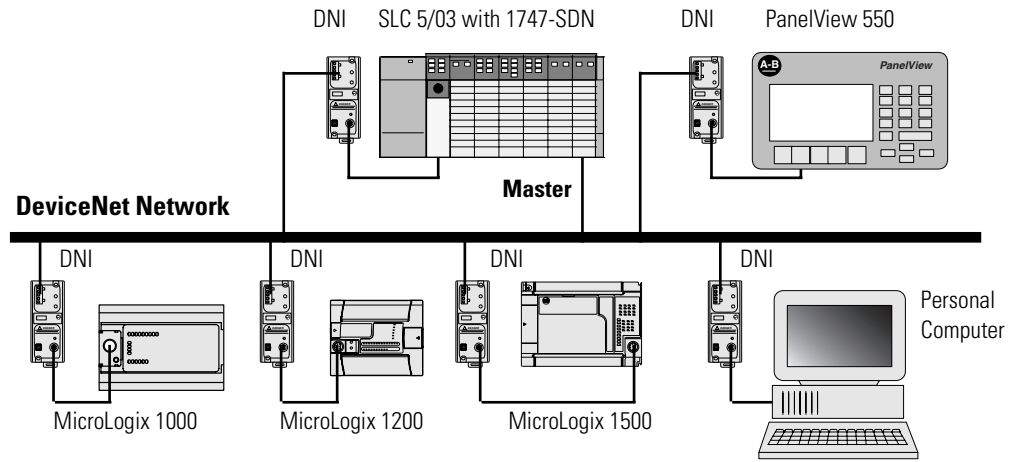 DNI
SLC 5/03 with 1747-SDN
DNI
PanelView 550
A-B
PanelView
Master
DeviceNet Network
DNI
DNI
DNI
DNI
Personal
Computer
MicroLogix 1000
MicroLogix 1200
MicroLogix 1500